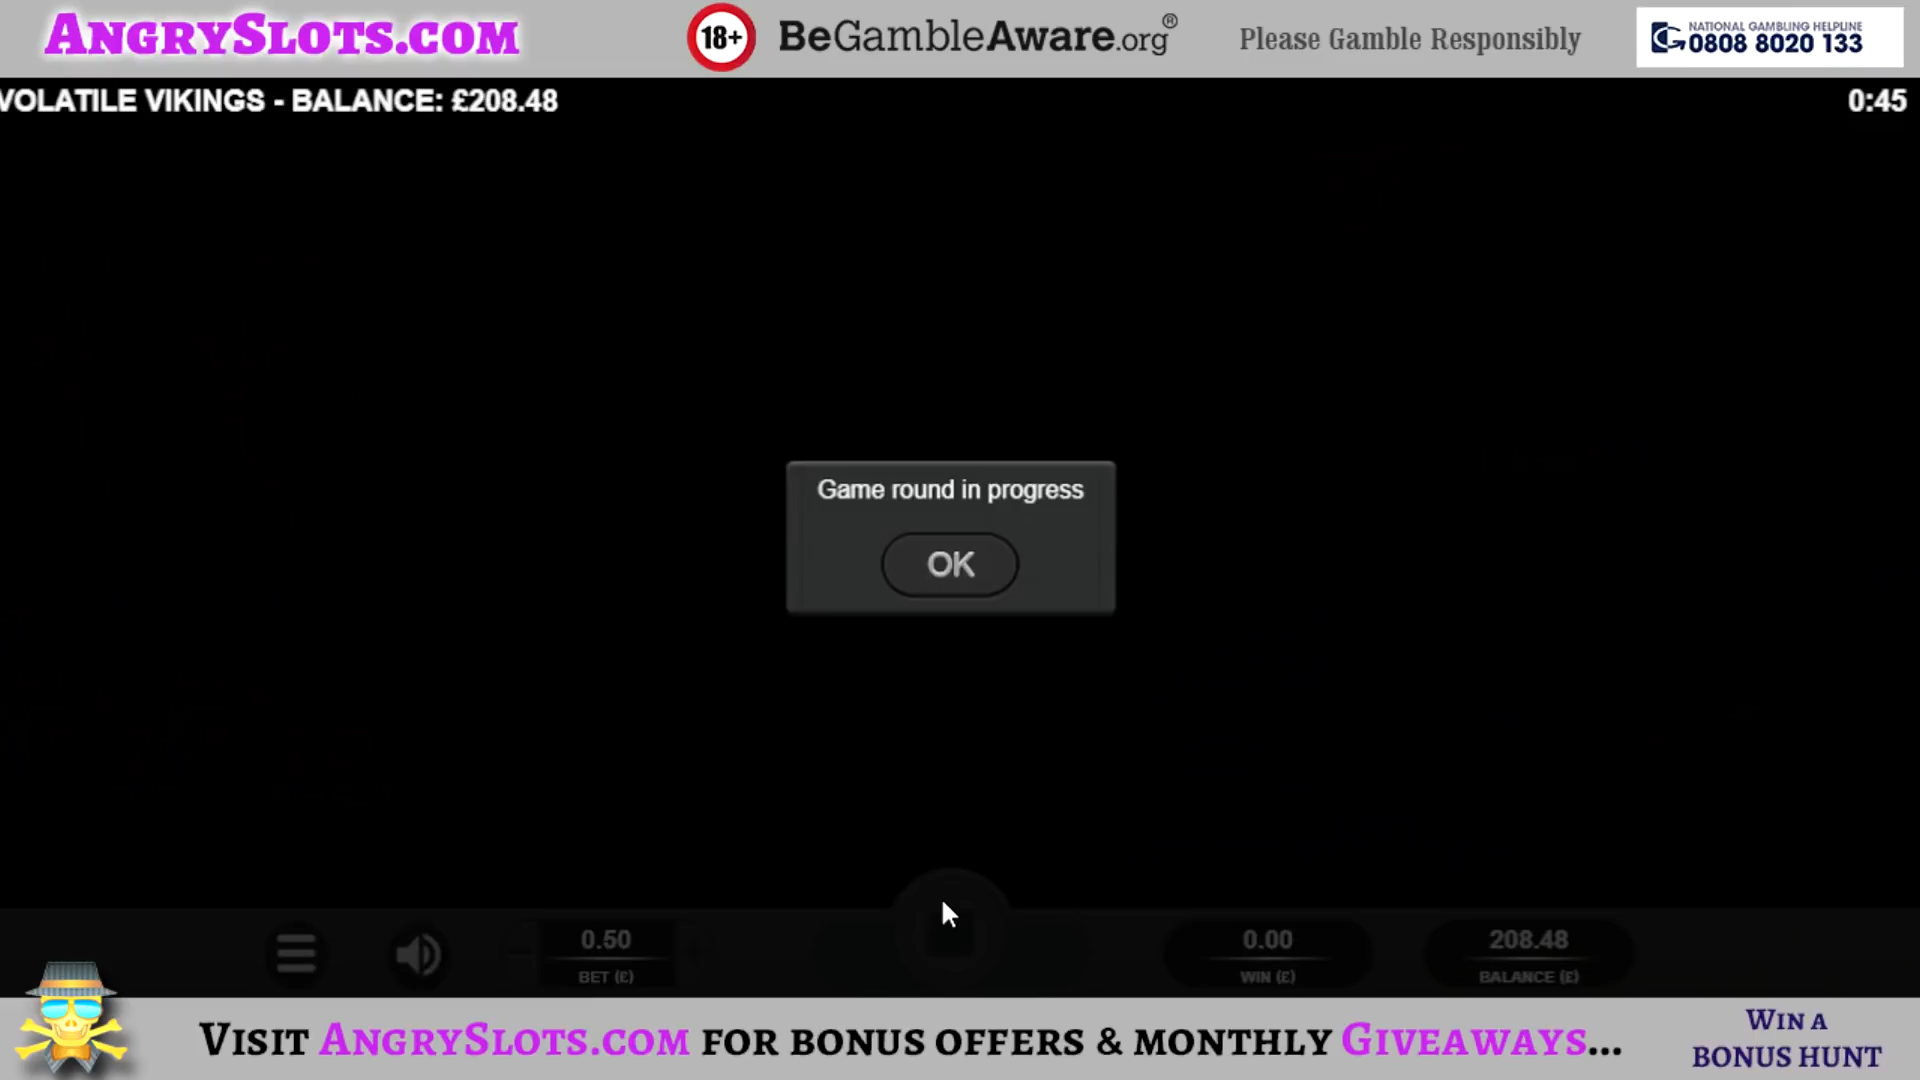 AngrySlots.com
18+
BeGambleAware.org®
Please Gamble Responsibly
NATIONAL GAMBLING HELPLINE
0808 8020 133
VOLATILE VIKINGS - BALANCE: £208.48
0:45
Game round in progress
OK
0.50
BET (£)
0.00
WIN (£)
208.48
BALANCE (£)
Visit AngrySlots.com for bonus offers & monthly Giveaways...
Win a
Bonus Hunt